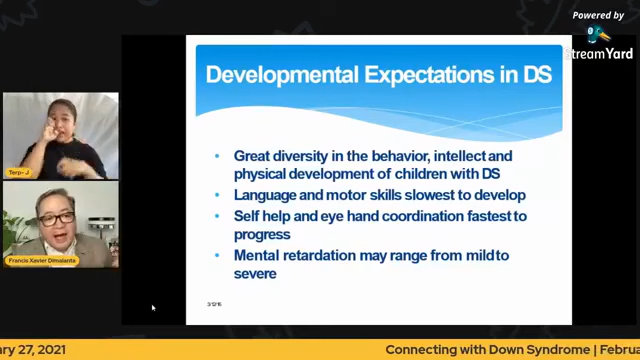 Powered by
StreamYard
Developmental Expectations in DS
• Great diversity in the behavior, intellect and
physical development of children with DS
• Language and motor skills slowest to develop
• Self help and eye hand coordination fastest to
progress
• Mental retardation may range from mild to
severe
Terp- J
Francis Xavier Dimalanta
ary 27, 2021
Connecting with Down Syndrome | Februa